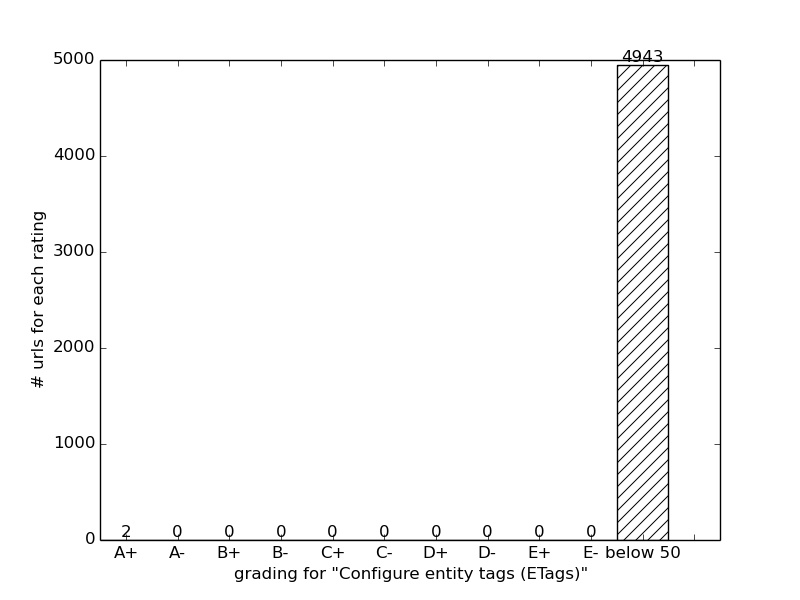 4943
5000
4000
3000
2000
1000
0
# urls for each rating
2 0 0 0 0 0 0 0 0 0
A+ A- B+ B- C+ C- D+ D- E+ E- below 50
grading for "Configure entity tags (ETags)"